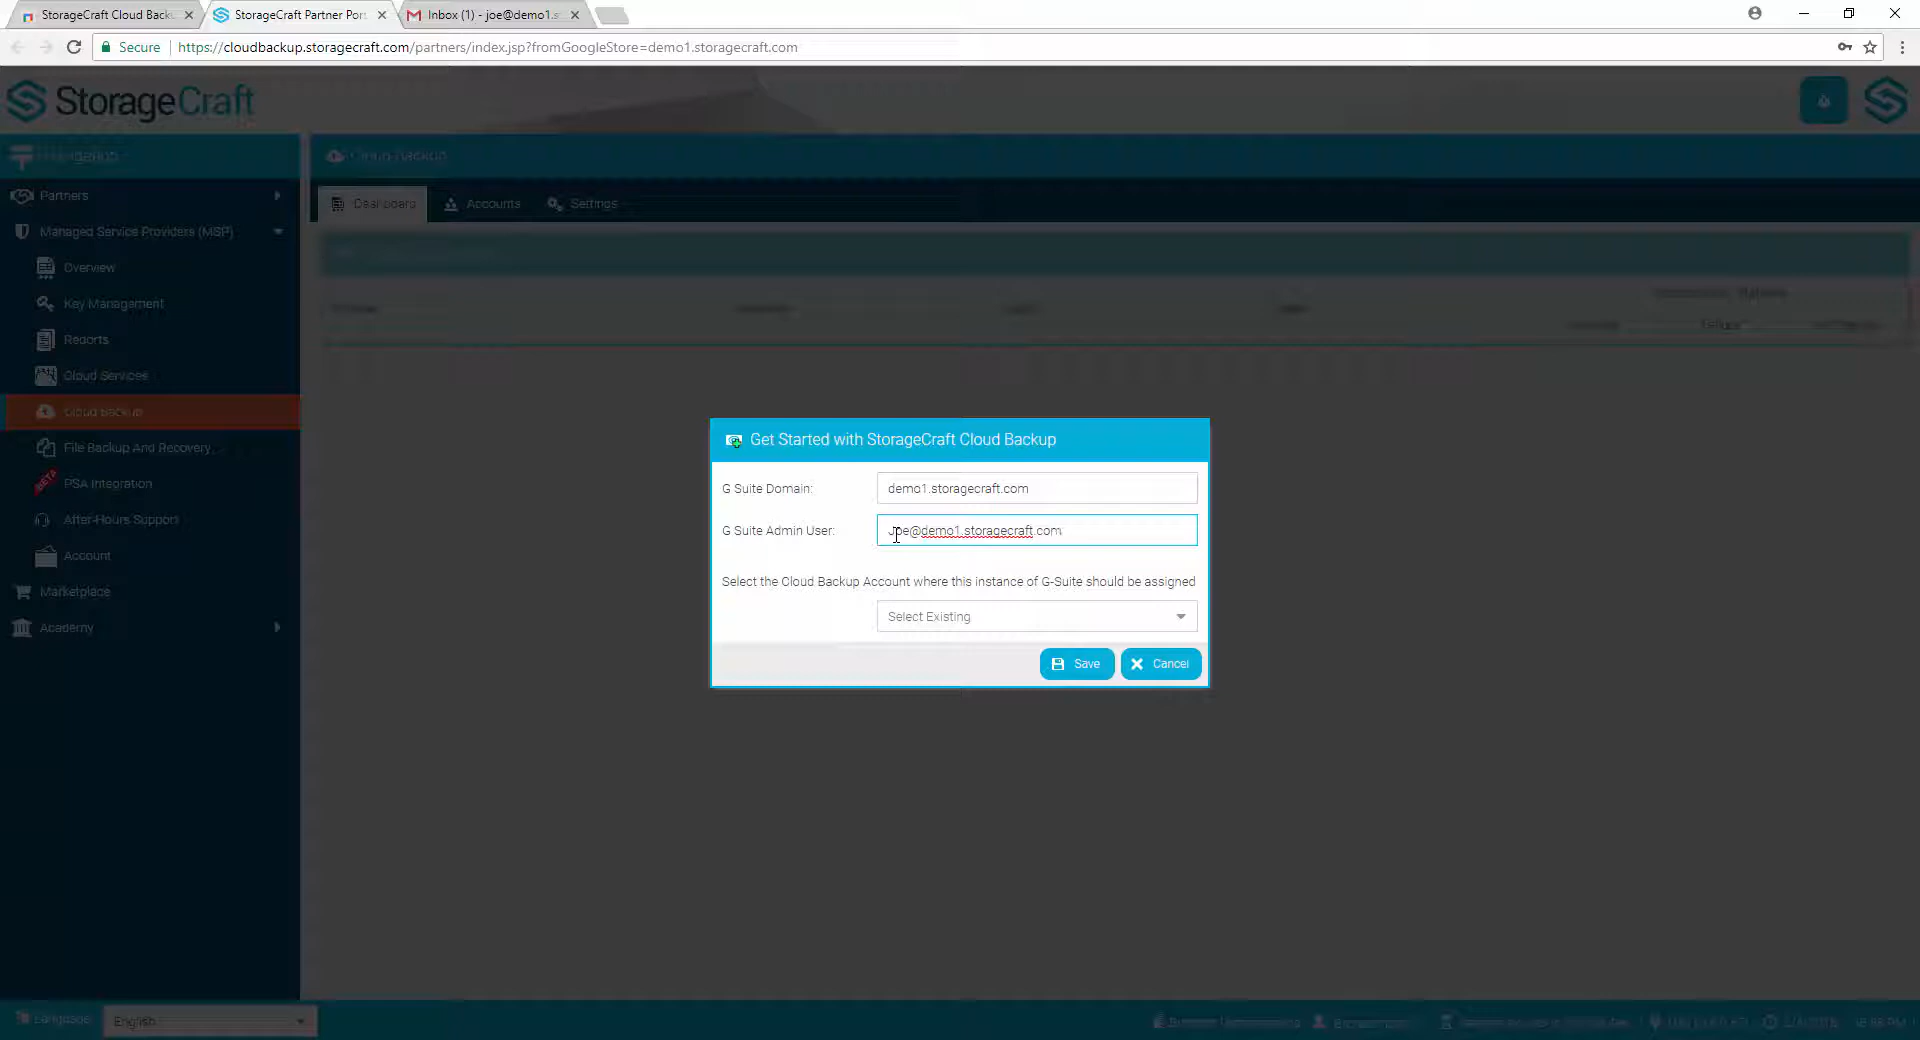 StorageCraft Cloud Back
StorageCraft Partner Por
Inbox (1) - joe@demo1.s
Secure
https://cloudbackup.storagecraft.com/partners/index.jsp?fromGoogleStore=demo1.storagecraft.com
StorageCraft
Cloud Backup
Partners
Dashboard
Accounts
Settings
Managed Service Providers (MSP)
Overview
Key Management
Reports
Cloud Services
Cloud Backup
File Backup And Recovery...
BETA
PSA Integration
After-Hours Support
Account
Marketplace
Academy
Get Started with StorageCraft Cloud Backup
G Suite Domain:
demo1.storagecraft.com
G Suite Admin User:
Joe@demo1.storagecraft.com
Select the Cloud Backup Account where this instance of G-Suite should be assigned
Select Existing
Save
Cancel
Language:
English